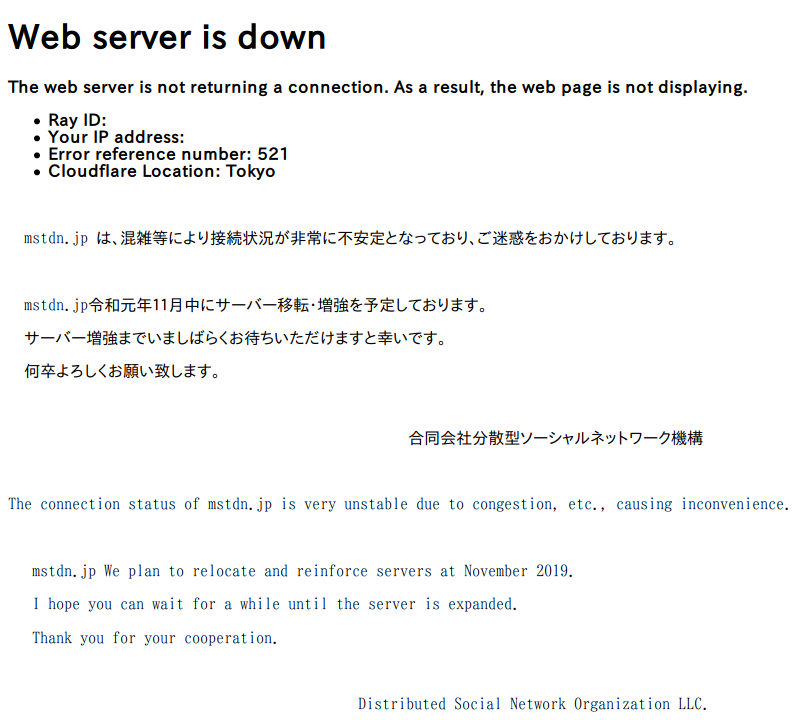 Web server is down
The web server is not returning a connection. As a result, the web page is not displaying.
• Ray ID:
• Your IP address:
• Error reference number: 521
• Cloudflare Location: Tokyo
mstdn.jp は、混雑等により接続状況が非常に不安定となっており、ご迷惑をおかけしております。
mstdn.jp令和元年11月中にサーバー移転･増強を予定しております。
サーバー増強までいましばらくお待ちいただけますと幸いです。
何卒よろしくお願い致します。
合同会社分散型ソーシャルネットワーク機構
The connection status of mstdn.jp is very unstable due to congestion, etc., causing inconvenience.
mstdn.jp We plan to relocate and reinforce servers at November 2019.
I hope you can wait for a while until the server is expanded.
Thank you for your cooperation.
Distributed Social Network Organization LLC.